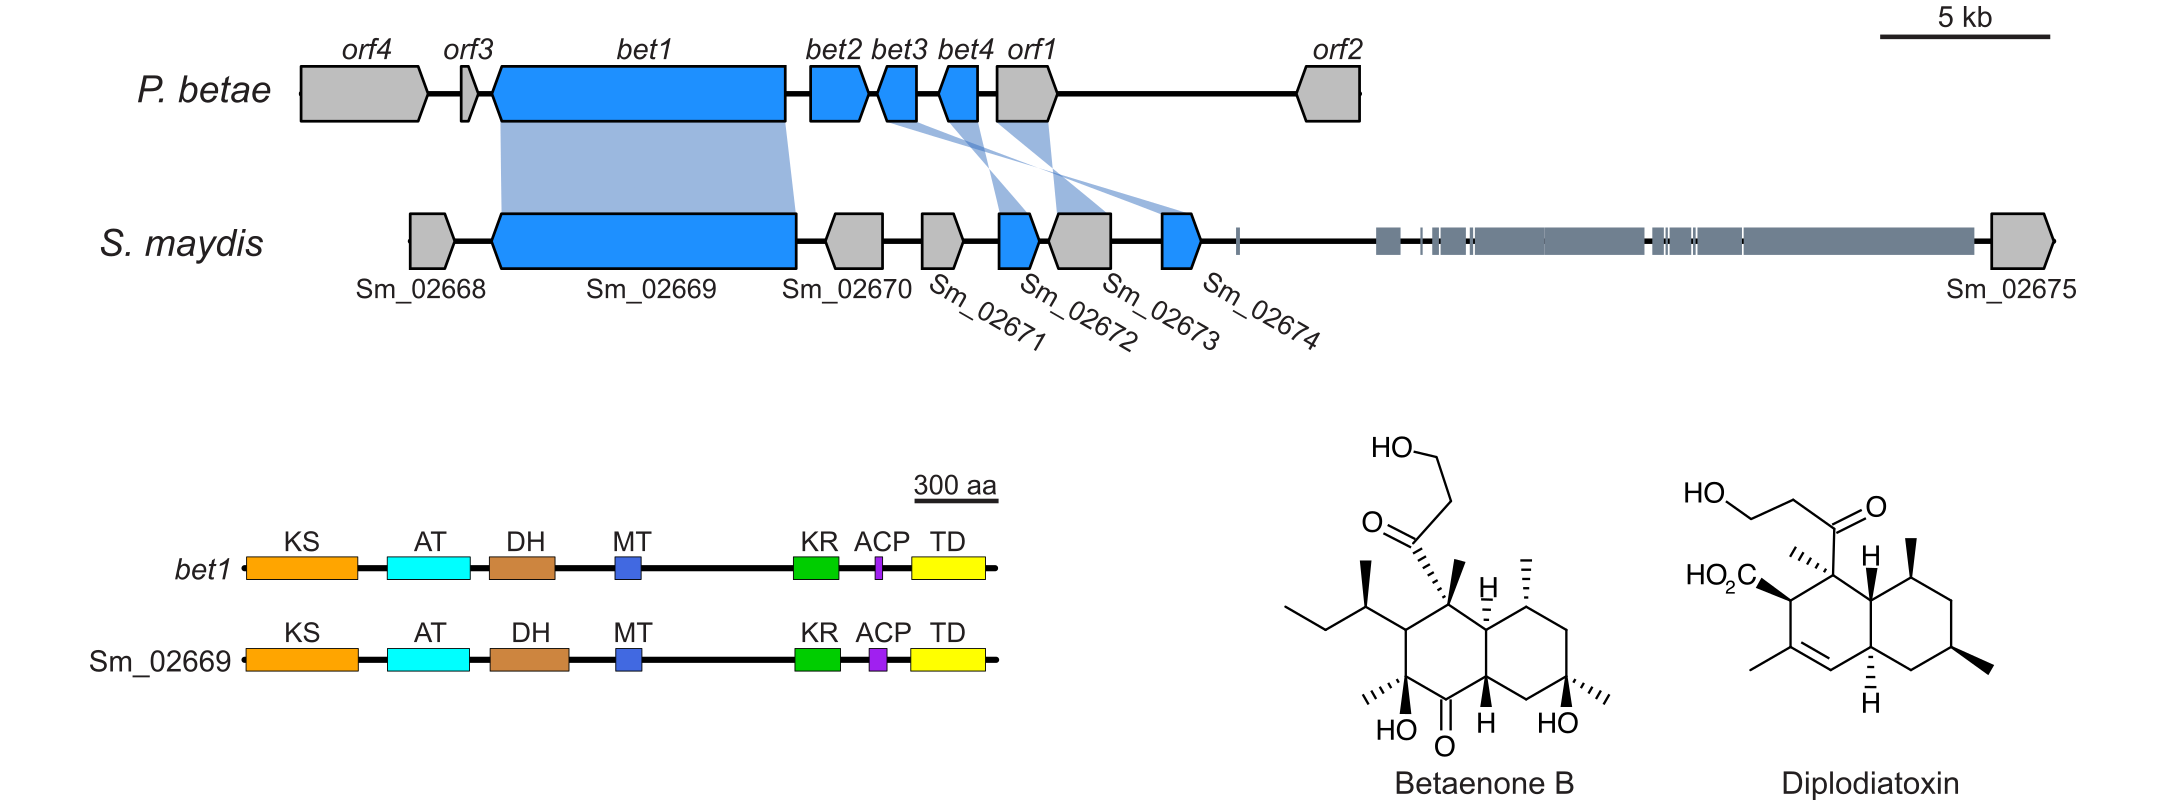 5 kb
orf4 orf3 bet1 bet2 bet3 bet4 orf1 orf2
P. betae
S. maydis
Sm_02668 Sm_02669 Sm_02670 Sm_02671 Sm_02672 Sm_02673 Sm_02674 Sm_02675
300 aa
KS AT DH MT KR ACP TD
bet1
KS AT DH MT KR ACP TD
Sm_02669
HO
O
H
HO
O
H
HO
Betaenone B
HO
O
H
HO2C
H
Diplodiatoxin